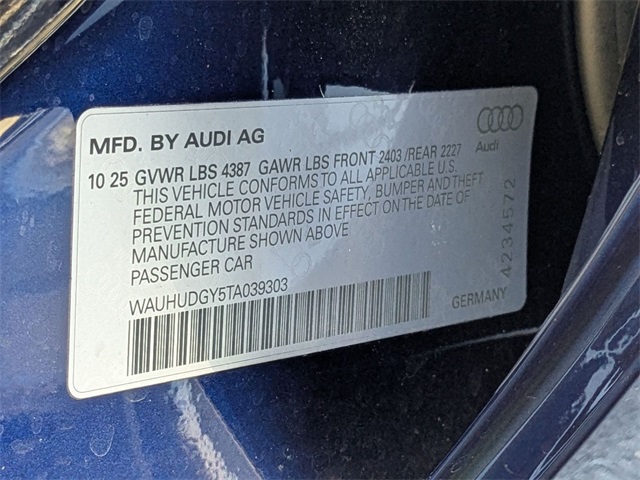 MFD. BY AUDI AG
Audi
10 25 GVWR LBS 4387 GAWR LBS FRONT 2403 /REAR 2227
THIS VEHICLE CONFORMS TO ALL APPLICABLE U.S.
FEDERAL MOTOR VEHICLE SAFETY, BUMPER AND THEFT
PREVENTION STANDARDS IN EFFECT ON THE DATE OF
MANUFACTURE SHOWN ABOVE
PASSENGER CAR
WAUHUDGY5TA039303
GERMANY
4234572